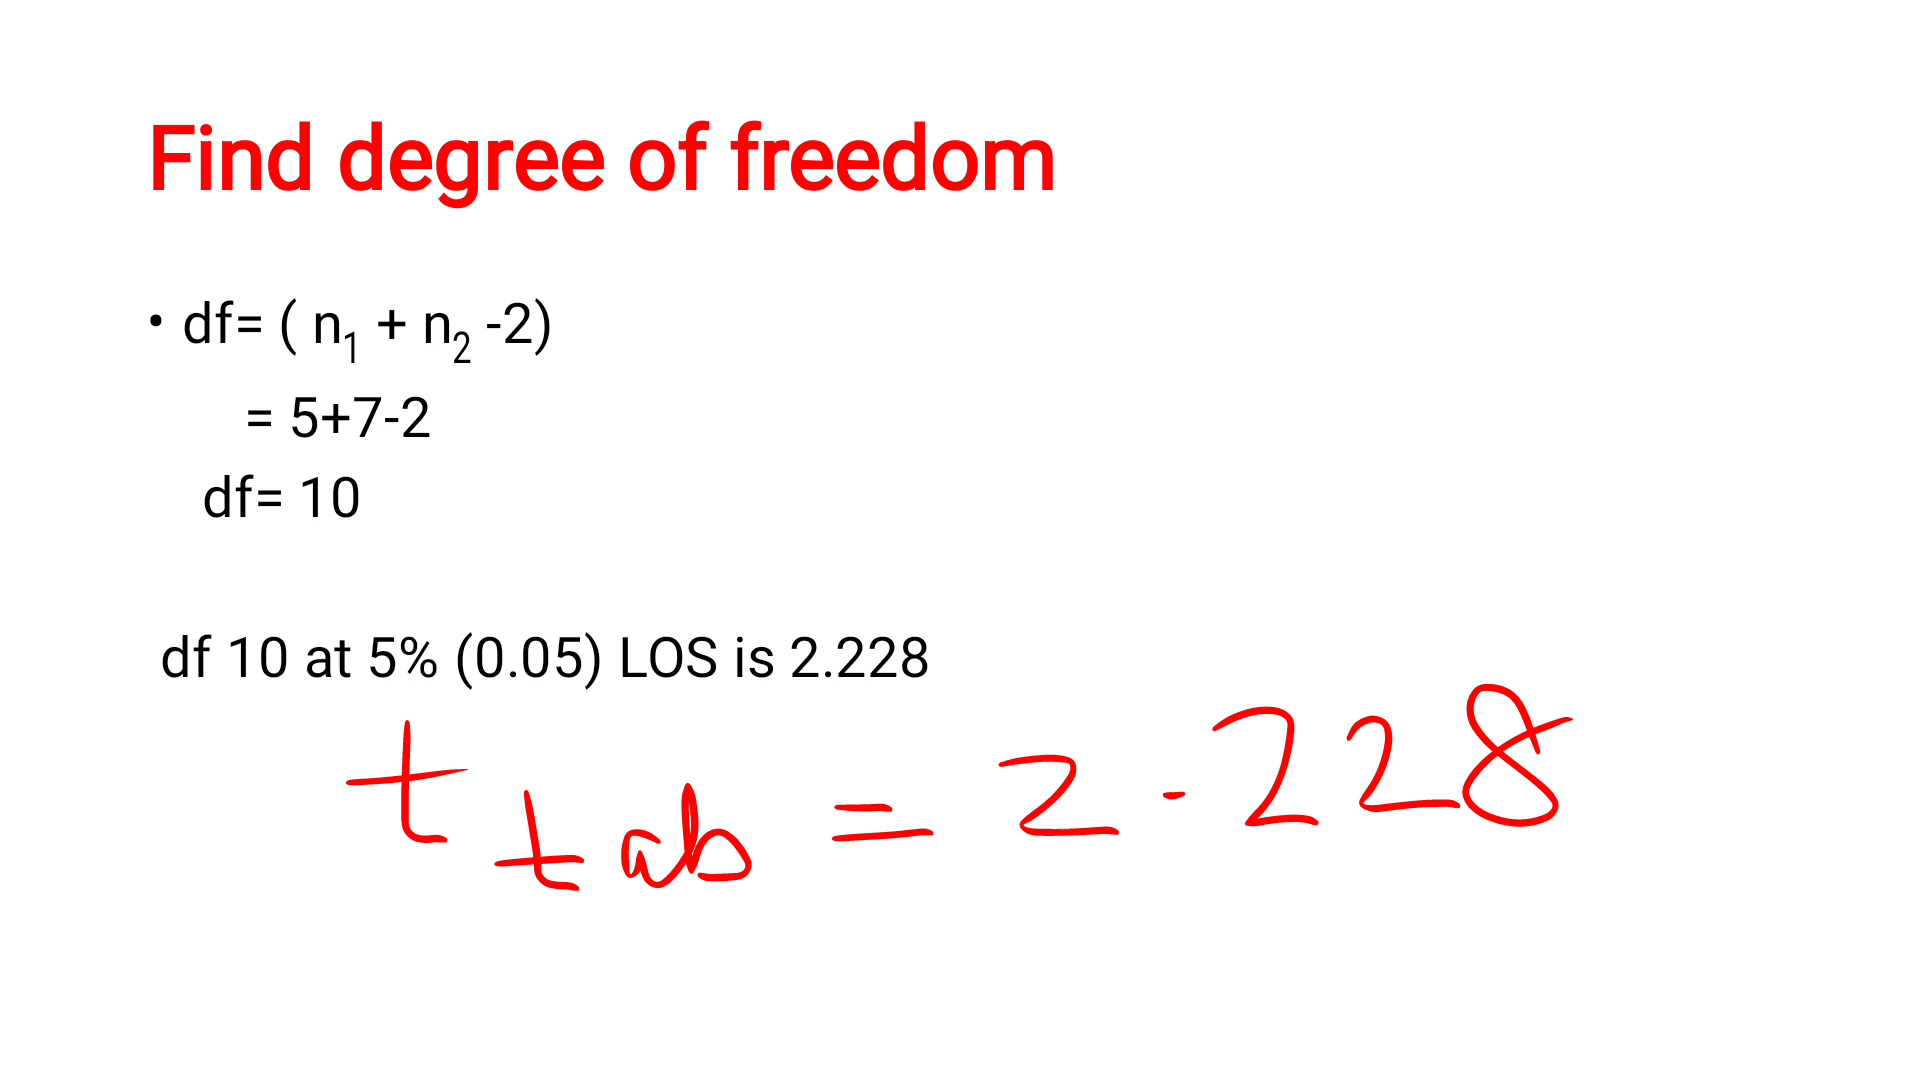 Find degree of freedom
• df= ( n₁ + n₂ -2)
= 5+7-2
df= 10
df 10 at 5% (0.05) LOS is 2.228
t tab = 2.228